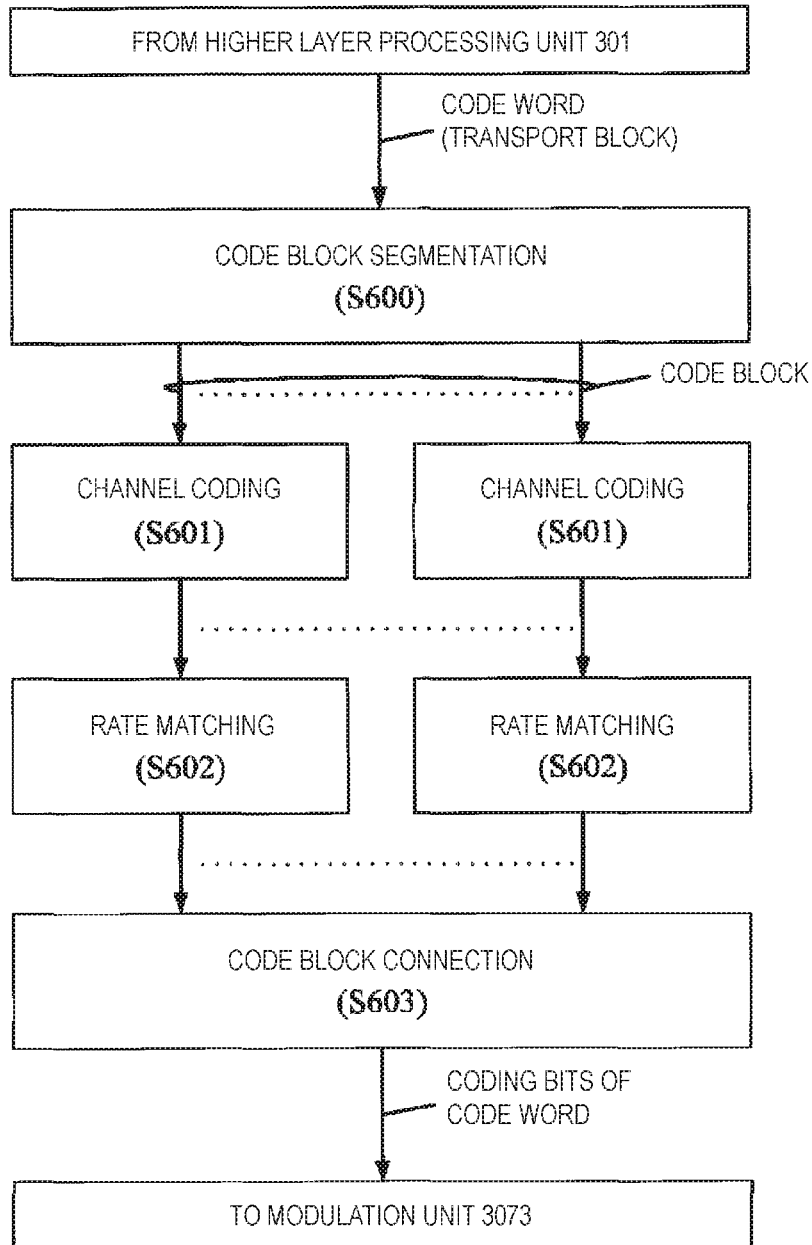 FROM HIGHER LAYER PROCESSING UNIT 301
CODE WORD
(TRANSPORT BLOCK)
CODE BLOCK SEGMENTATION
(S600)
CODE BLOCK
CHANNEL CODING
(S601)
CHANNEL CODING
(S601)
RATE MATCHING
(S602)
RATE MATCHING
(S602)
CODE BLOCK CONNECTION
(S603)
CODING BITS OF
CODE WORD
TO MODULATION UNIT 3073